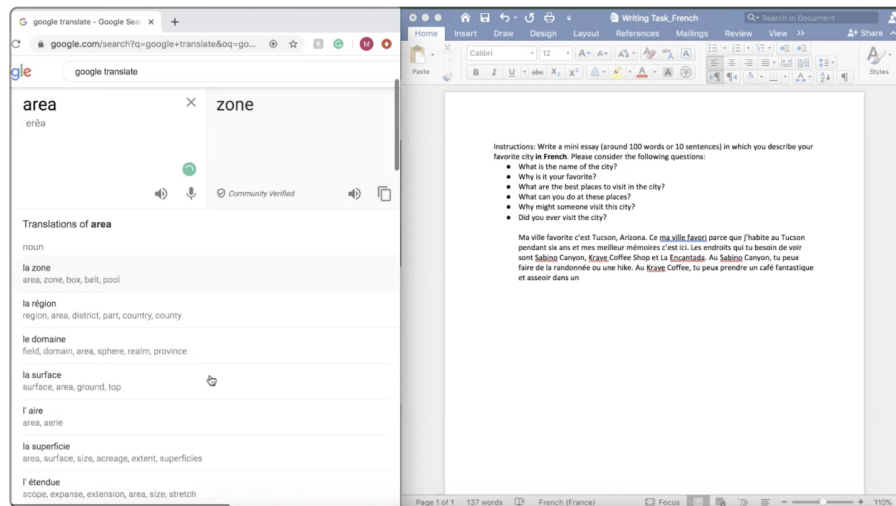 google translate - Google Sear
google.com/search?q=google+translate&oq=go...
M
gle
google translate
area
ˈerēə
zone
Community Verified
Translations of area
noun
la zone
area, zone, box, belt, pool
la région
region, area, district, part, country, county
le domaine
field, domain, area, sphere, realm, province
la surface
surface, area, ground, top
l' aire
area, aerie
la superficie
area, surface, size, acreage, extent, superficies
l' étendue
scope, expanse, extension, area, size, stretch
Writing Task_French
Search in Document
Home Insert Draw Design Layout References Mailings Review View Share
Paste
Calibri 12
B I U abc X₂ X²
Styles
Instructions: Write a mini essay (around 100 words or 10 sentences) in which you describe your
favorite city in French. Please consider the following questions:
• What is the name of the city?
• Why is it your favorite?
• What are the best places to visit in the city?
• What can you do at these places?
• Why might someone visit this city?
• Did you ever visit the city?
Ma ville favorite c'est Tucson, Arizona. Ce ma ville favori parce que j'habite au Tucson
pendant six ans et mes meilleur mémoires c'est ici. Les endroits qui tu besoin de voir
sont Sabino Canyon, Krave Coffee Shop et La Encantada. Au Sabino Canyon, tu peux
faire de la randonnée ou une hike. Au Krave Coffee, tu peux prendre un café fantastique
et asseoir dans un
Page 1 of 1 137 words French (France) Focus 110%